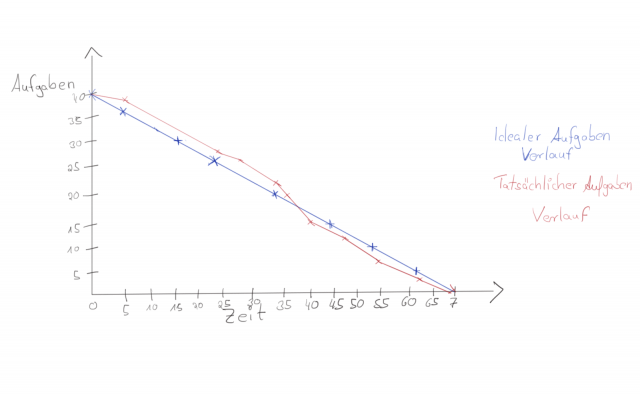 Aufgaben
40
35
30
25
20
15
10
5
0 5 10 15 20 25 30 35 40 45 50 55 60 65 7
Zeit
Idealer Aufgaben
Verlauf
Tatsächlicher Aufgaben
Verlauf